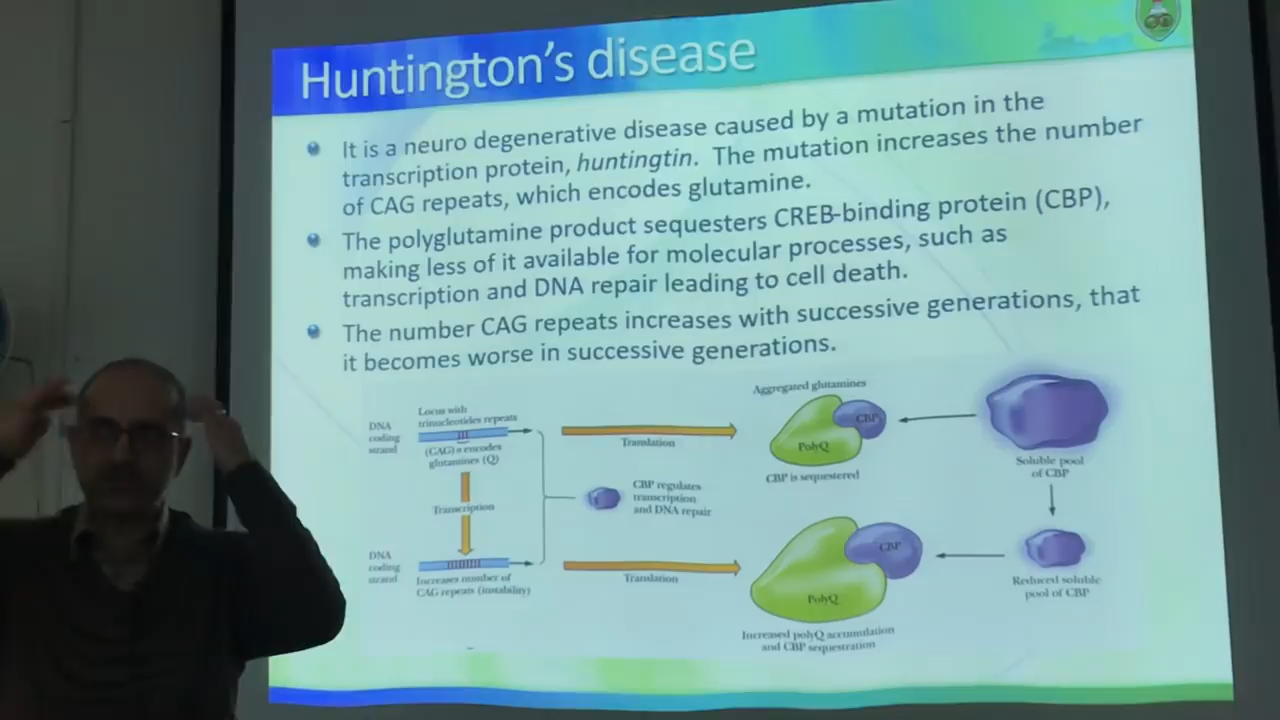 Huntington's disease
It is a neuro degenerative disease caused by a mutation in the
transcription protein, huntingtin. The mutation increases the number
of CAG repeats, which encodes glutamine.
The polyglutamine product sequesters CREB-binding protein (CBP),
making less of it available for molecular processes, such as
transcription and DNA repair leading to cell death.
The number CAG repeats increases with successive generations, that
it becomes worse in successive generations.
DNA
coding
strand
Locus with
trinucleotides repeats
(CAG) n encodes
glutamines (Q)
Translation
Aggregated glutamines
CBP
PolyQ
CBP is sequestered
Soluble pool
of CBP
Transcription
CBP regulates
transcription
and DNA repair
DNA
coding
strand
Increases number of
CAG repeats (instability)
Translation
CBP
PolyQ
Increased polyQ accumulation
and CBP sequestration
Reduced soluble
pool of CBP